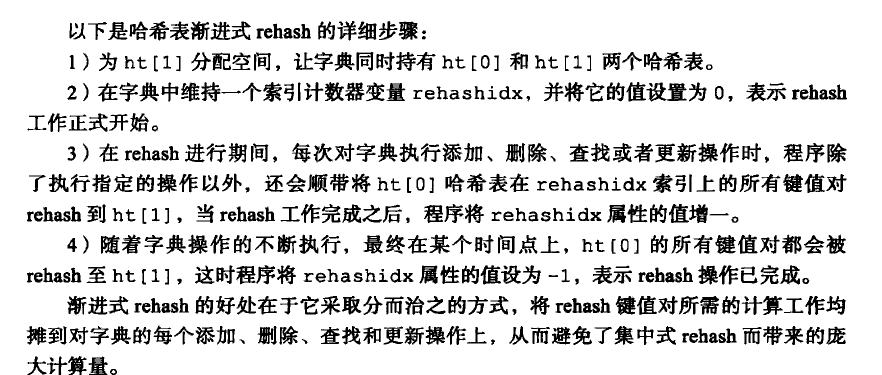 以下是哈希表渐进式 rehash 的详细步骤：
1）为 ht[1] 分配空间，让字典同时持有 ht[0] 和 ht[1] 两个哈希表。
2）在字典中维持一个索引计数器变量 rehashidx，并将它的值设置为 0，表示 rehash
工作正式开始。
3）在 rehash 进行期间，每次对字典执行添加、删除、查找或者更新操作时，程序除
了执行指定的操作以外，还会顺带将 ht[0] 哈希表在 rehashidx 索引上的所有键值对
rehash 到 ht[1]，当 rehash 工作完成之后，程序将 rehashidx 属性的值增一。
4）随着字典操作的不断执行，最终在某个时间点上，ht[0] 的所有键值对都会被
rehash 至 ht[1]，这时程序将 rehashidx 属性的值设为 -1，表示 rehash 操作已完成。
渐进式 rehash 的好处在于它采取分而治之的方式，将 rehash 键值对所需的计算工作均
摊到对字典的每个添加、删除、查找和更新操作上，从而避免了集中式 rehash 而带来的庞
大计算量。